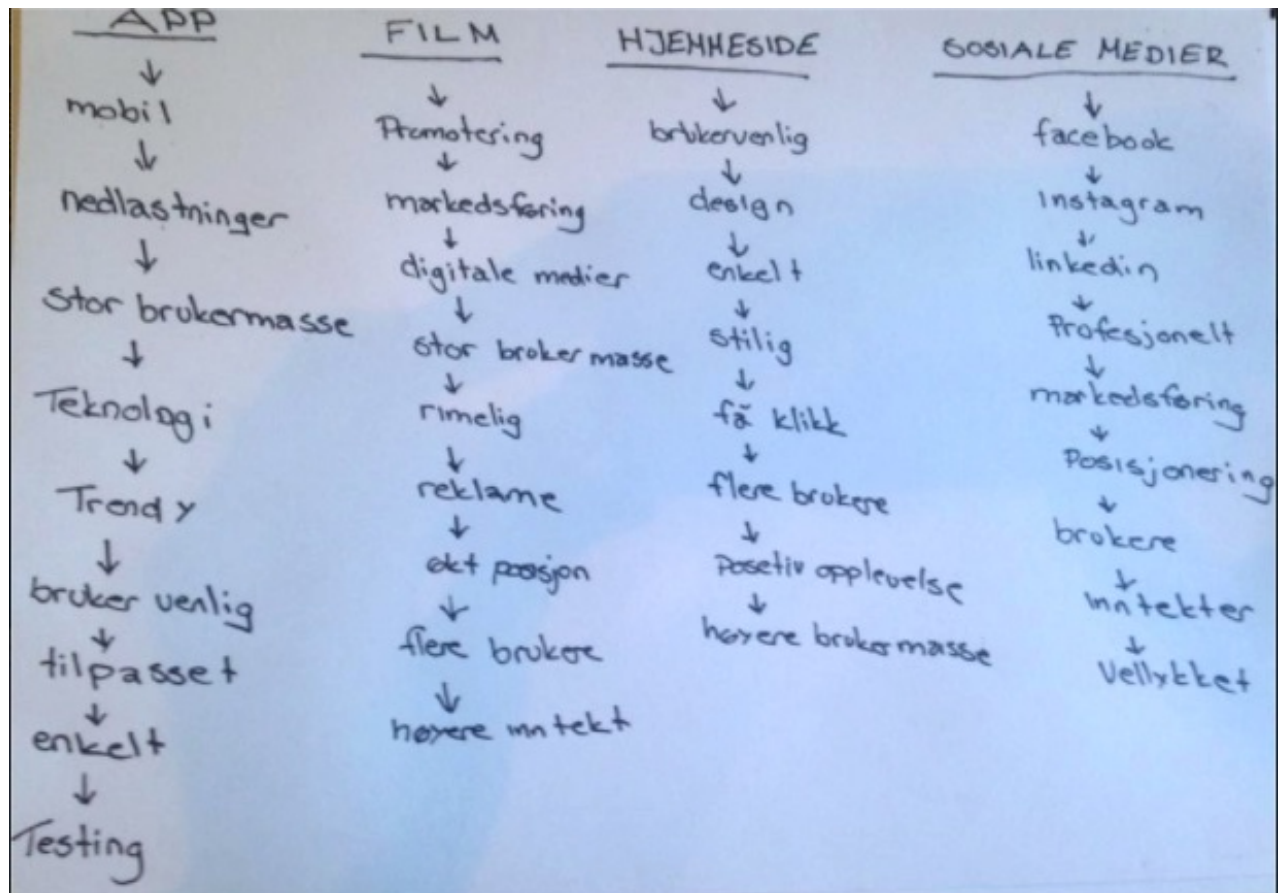 APP
↓
mobil
↓
nedlastninger
↓
stor brukermasse
↓
Teknologi
↓
Trendy
↓
bruker venlig
↓
tilpasset
↓
enkelt
↓
Testing
FILM
↓
Promotering
↓
markedsføring
↓
digitale medier
↓
stor bruker masse
↓
rimelig
↓
reklame
↓
økt posisjon
↓
flere brukere
↓
høyere inntekt
HJEMMESIDE
↓
brukervenlig
↓
design
↓
enkelt
↓
stilig
↓
få klikk
↓
flere brukere
↓
Posetiv opplevelse
↓
høyere brukermasse
SOSIALE MEDIER
↓
facebook
↓
Instagram
↓
linkedin
↓
Profesjonelt
↓
markedsføring
↓
Posisjonering
↓
brukere
↓
inntekter
↓
Vellykket